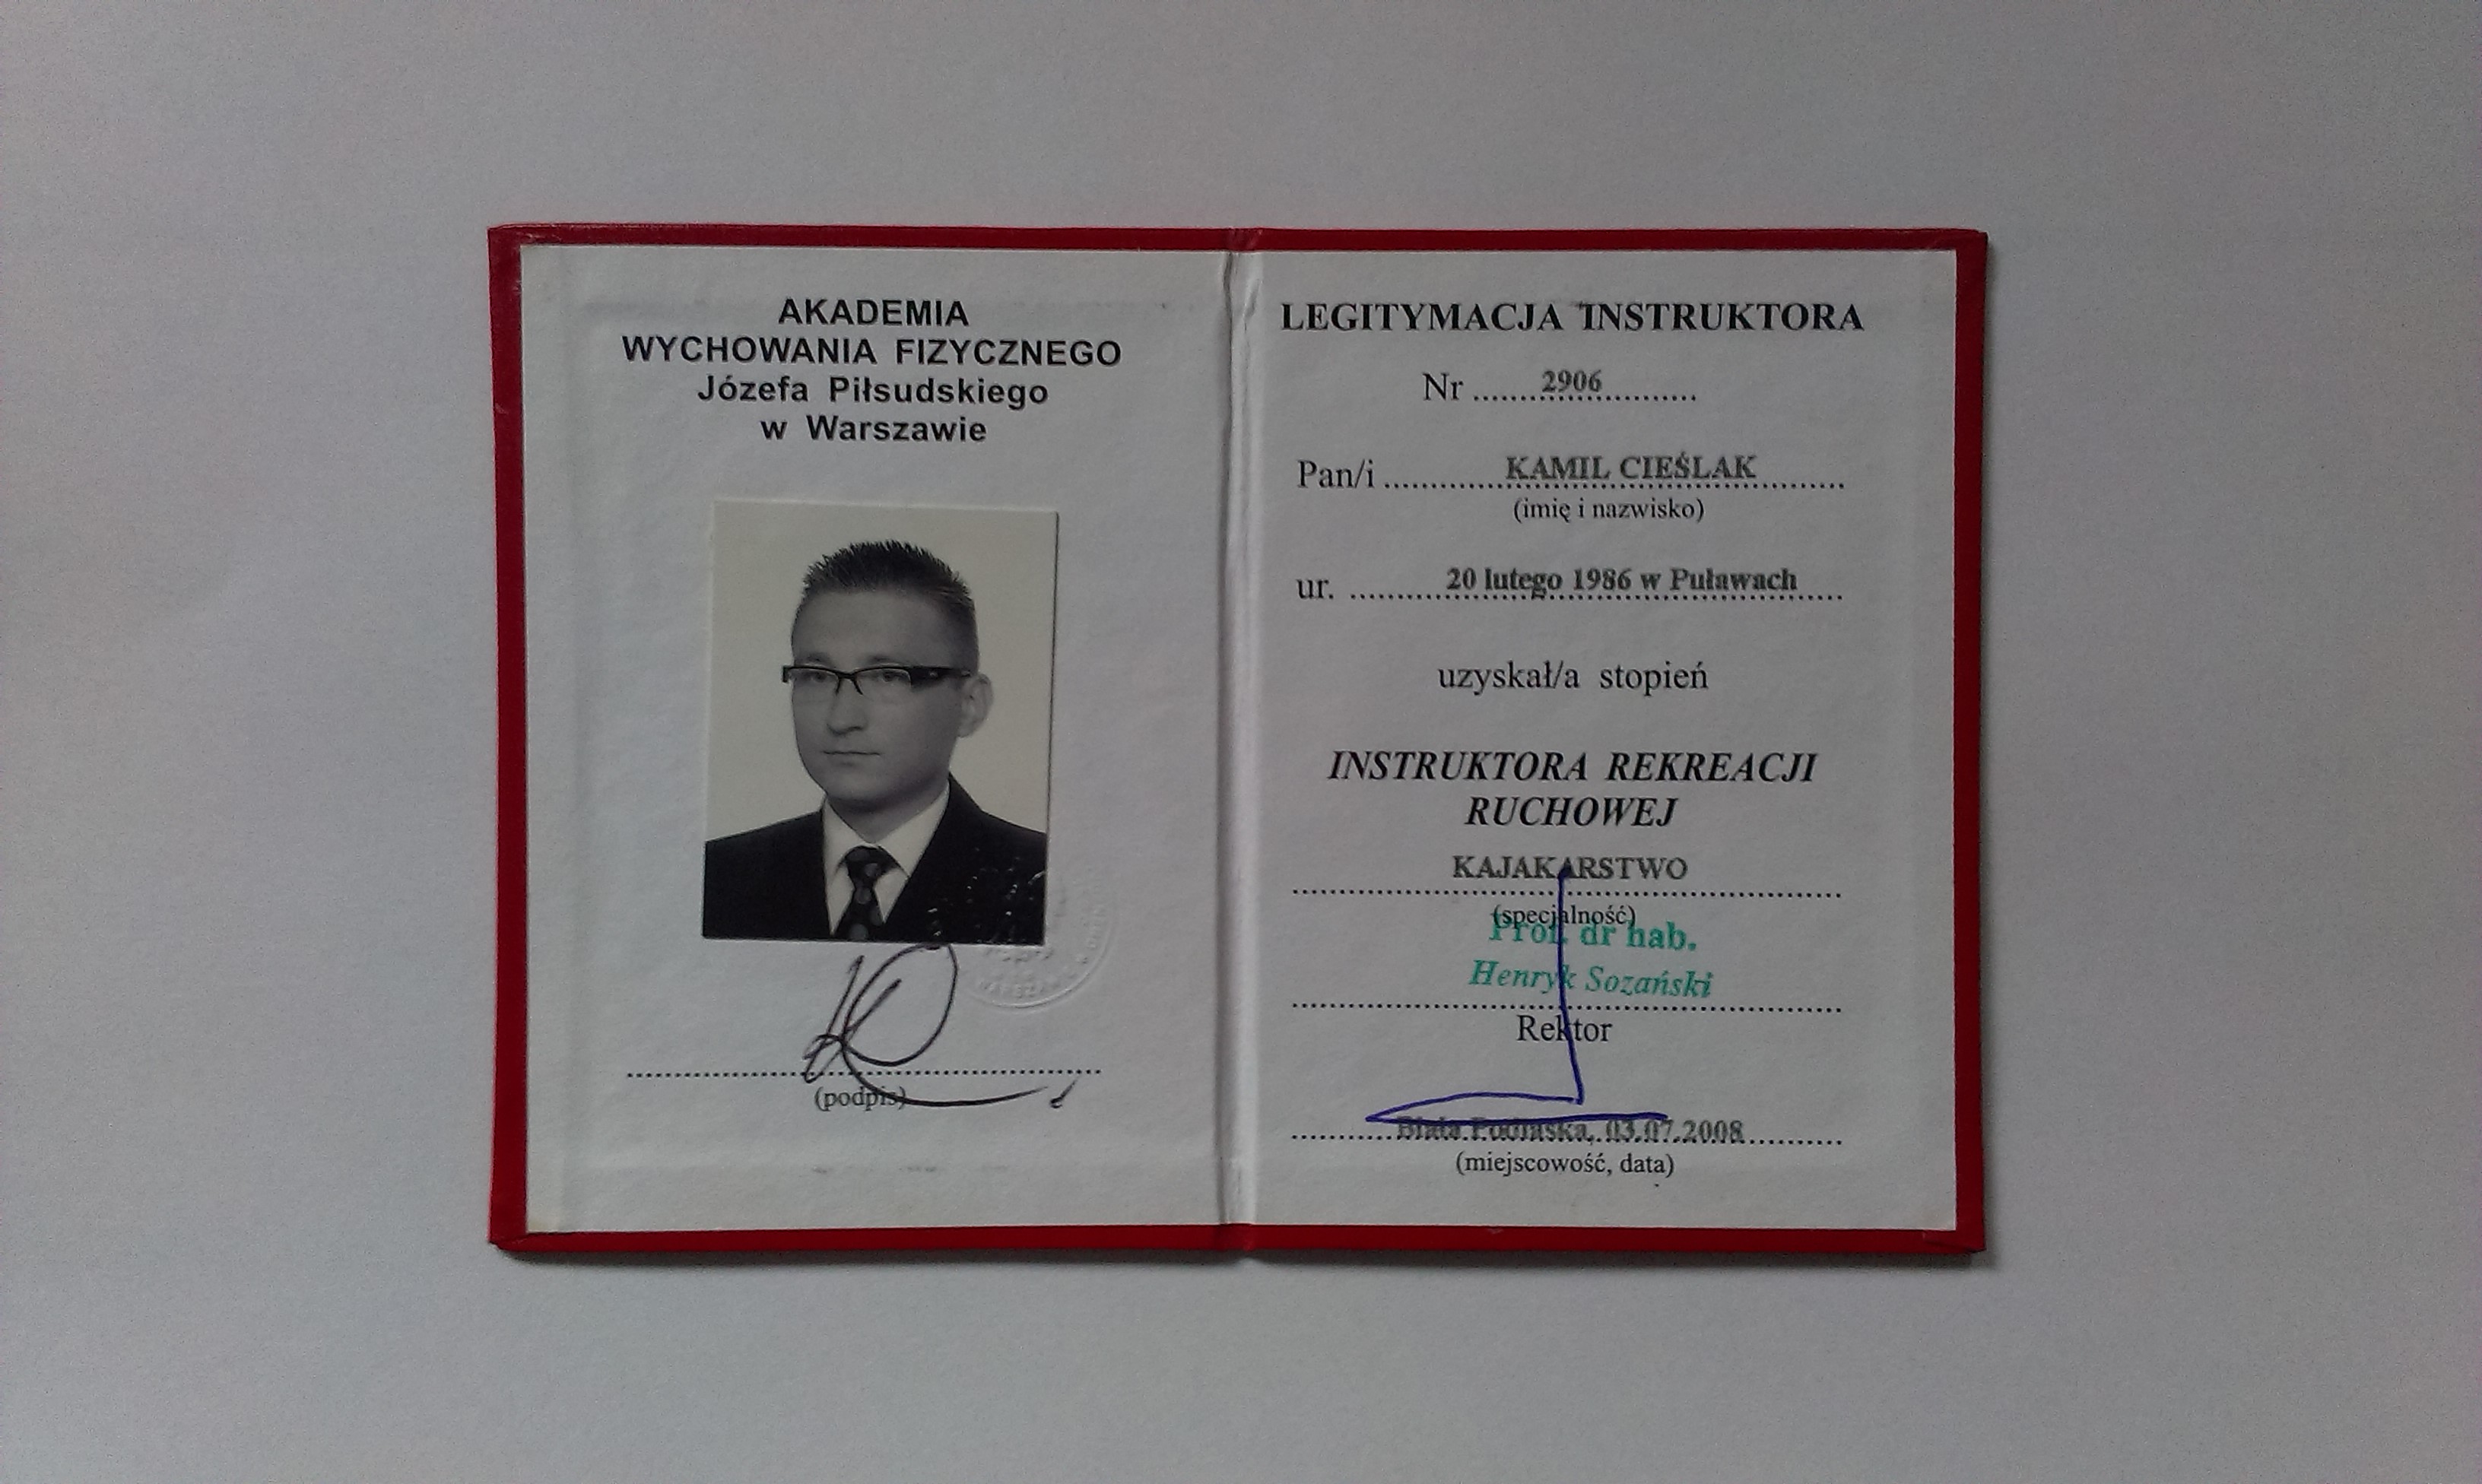 AKADEMIA
WYCHOWANIA FIZYCZNEGO
Józefa Piłsudskiego
w Warszawie
(podpis)
LEGITYMACJA INSTRUKTORA
Nr 2906
Pan/i KAMIL CIEŚLAK
(imię i nazwisko)
ur. 20 lutego 1986 w Puławach
uzyskał/a stopień
INSTRUKTORA REKREACJI
RUCHOWEJ
KAJAKARSTWO
(specjalność)
Prof. dr hab.
Henryk Sozański
Rektor
Biała Podlaska, 03.07.2008
(miejscowość, data)